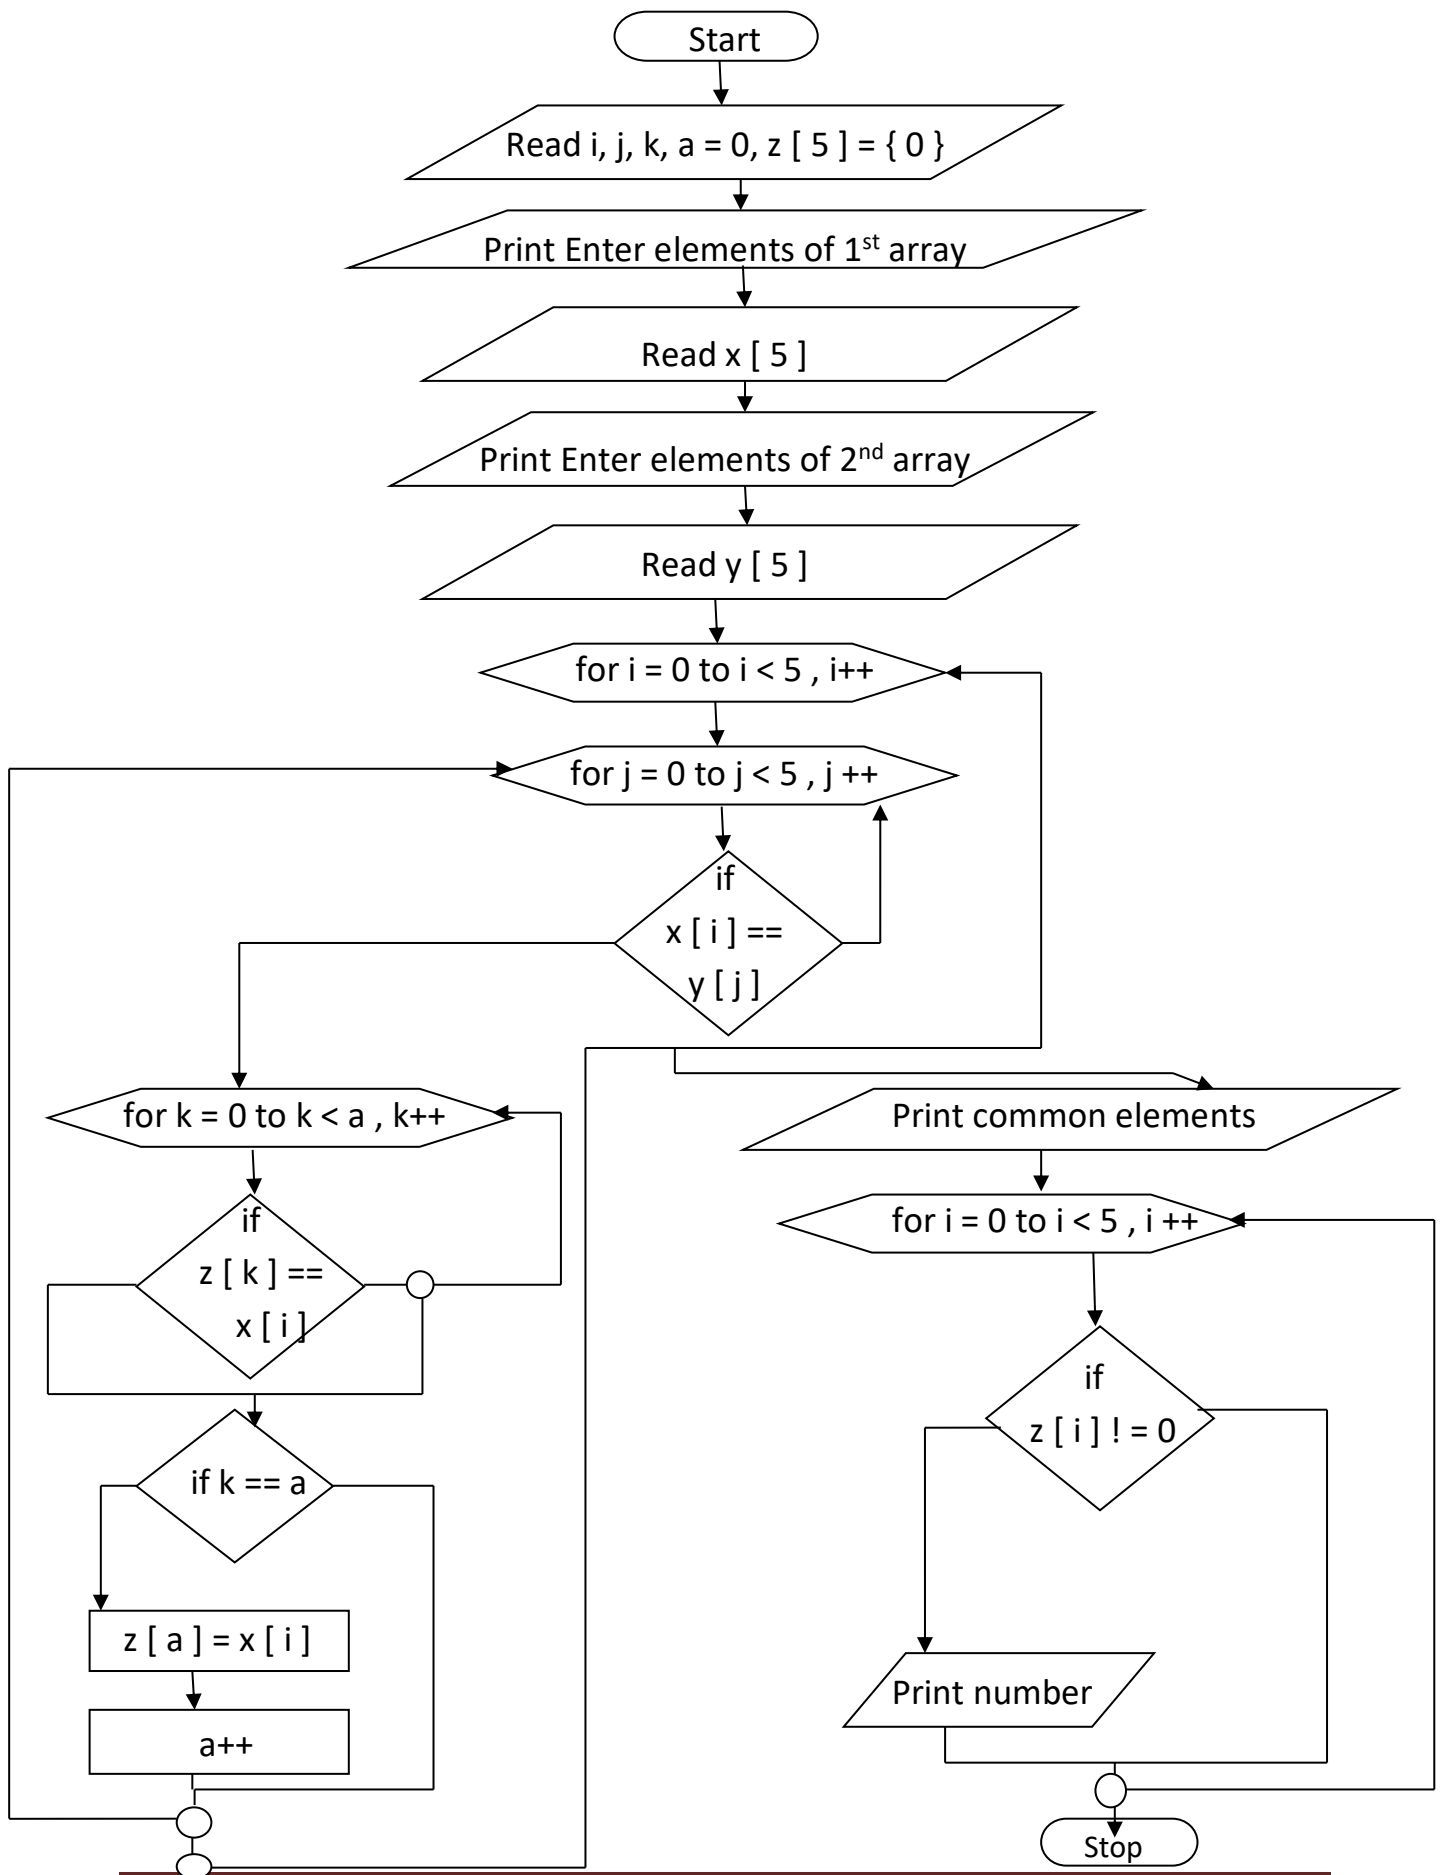 Start
Read i, j, k, a = 0, z [ 5 ] = { 0 }
Print Enter elements of 1st array
Read x [ 5 ]
Print Enter elements of 2nd array
Read y [ 5 ]
for i = 0 to i < 5 , i++
for j = 0 to j < 5 , j ++
if
x [ i ] ==
y [ j ]
for k = 0 to k < a , k++
if
z [ k ] ==
x [ i ]
if k == a
z [ a ] = x [ i ]
a++
Print common elements
for i = 0 to i < 5 , i ++
if
z [ i ] ! = 0
Print number
Stop